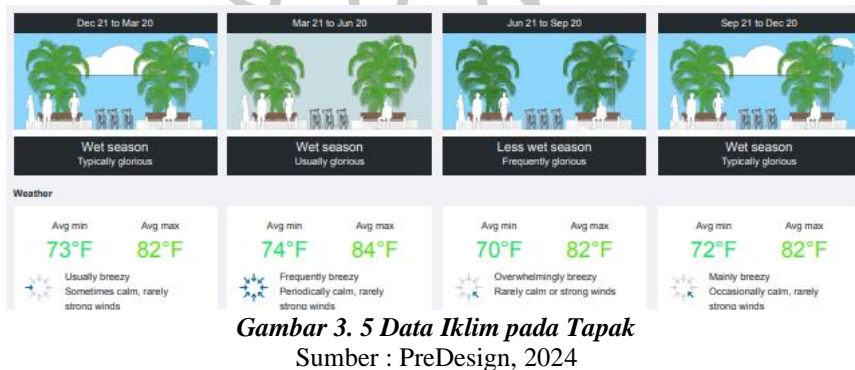 Dec 21 to Mar 20
Mar 21 to Jun 20
Jun 21 to Sep 20
Sep 21 to Dec 20
Wet season
Typically glorious
Wet season
Usually glorious
Less wet season
Frequently glorious
Wet season
Typically glorious
Weather
Avg min Avg max
73°F 82°F
Usually breezy
Sometimes calm, rarely
strong winds
Avg min Avg max
74°F 84°F
Frequently breezy
Periodically calm, rarely
strong winds
Avg min Avg max
70°F 82°F
Overwhelmingly breezy
Rarely calm or strong winds
Avg min Avg max
72°F 82°F
Mainly breezy
Occasionally calm, rarely
strong winds
Gambar 3. 5 Data Iklim pada Tapak
Sumber : PreDesign, 2024